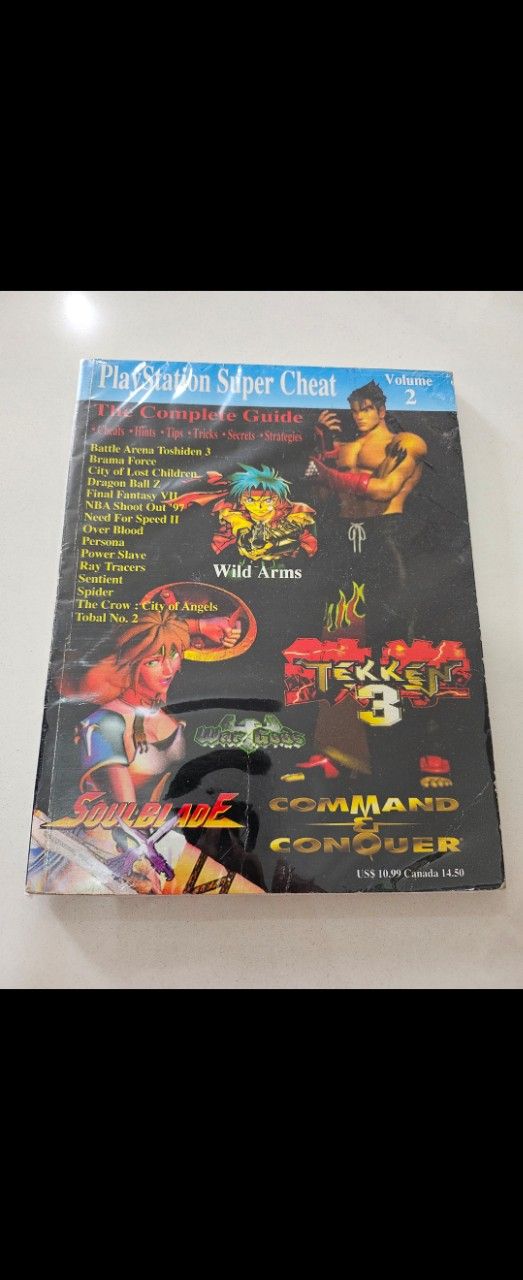 PlayStation Super Cheat
Volume
2
The Complete Guide
• Cheats • Hints • Tips • Tricks • Secrets • Strategies
Battle Arena Toshiden 3
Brama Force
City of Lost Children
Dragon Ball Z
Final Fantasy VII
NBA Shoot Out '97
Need For Speed II
Over Blood
Persona
Power Slave
Ray Tracers
Sentient
Spider
The Crow : City of Angels
Tobal No. 2
Wild Arms
TEKKEN
3
War Gods
SOULBLADE
COMMAND
&
CONQUER
US$ 10.99 Canada 14.50